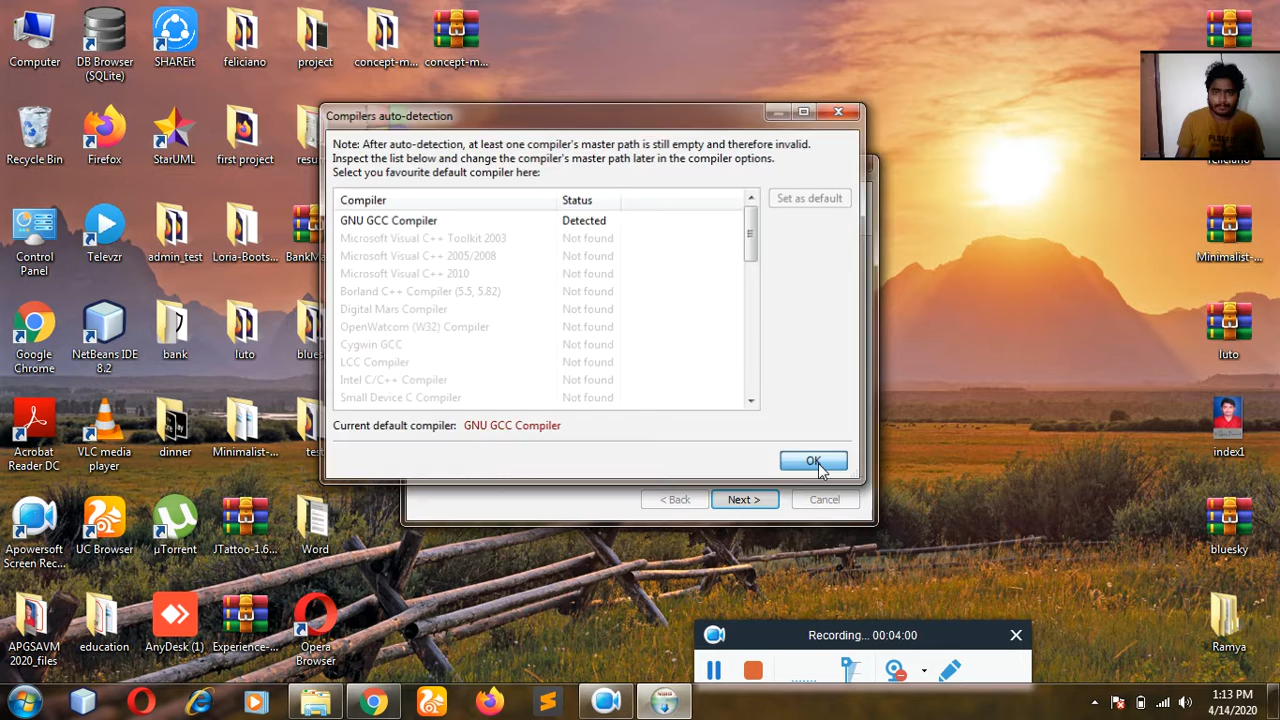 Computer
DB Browser
(SQLite)
SHAREit
feliciano
project
concept-m...
concept-m...
Recycle Bin
Firefox
StarUML
first project
Control
Panel
Televzr
admin_test
Loria-Boots...
BankM
Google
Chrome
NetBeans IDE
8.2
bank
luto
blues
Acrobat
Reader DC
VLC media
player
dinner
Minimalist-...
Apowersoft
Screen Rec...
UC Browser
µTorrent
JTattoo-1.6...
Word
APGSAVM
2020_files
education
AnyDesk (1)
Experience-...
Opera
Browser
Compilers auto-detection
Note: After auto-detection, at least one compiler's master path is still empty and therefore invalid.
Inspect the list below and change the compiler's master path later in the compiler options.
Select you favourite default compiler here:
Compiler Status
Set as default
GNU GCC Compiler Detected
Microsoft Visual C++ Toolkit 2003 Not found
Microsoft Visual C++ 2005/2008 Not found
Microsoft Visual C++ 2010 Not found
Borland C++ Compiler (5.5, 5.82) Not found
Digital Mars Compiler Not found
OpenWatcom (W32) Compiler Not found
Cygwin GCC Not found
LCC Compiler Not found
Intel C/C++ Compiler Not found
Small Device C Compiler Not found
Current default compiler: GNU GCC Compiler
OK
< Back Next > Cancel
Minimalist-...
luto
index1
bluesky
Ramya
Recording... 00:04:00
1:13 PM
4/14/2020